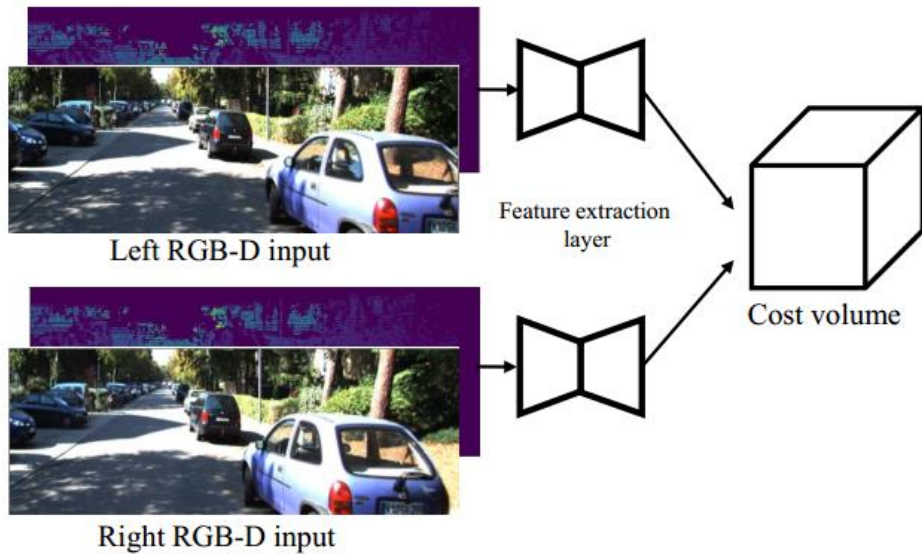 Left RGB-D input
Feature extraction
layer
Cost volume
Right RGB-D input